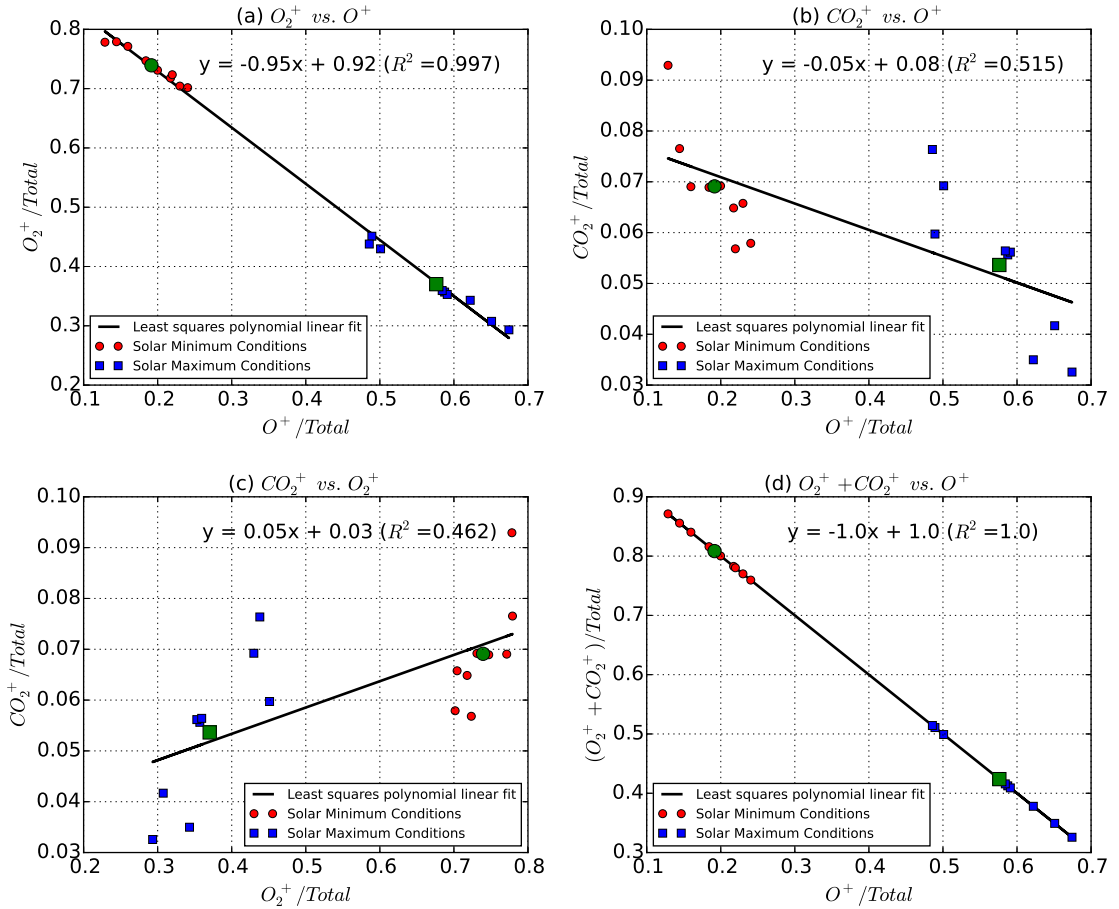 (a) O₂⁺ vs. O⁺
y = -0.95x + 0.92 (R² =0.997)
O₂⁺/Total
0.8
0.7
0.6
0.5
0.4
0.3
0.2
Least squares polynomial linear fit
Solar Minimum Conditions
Solar Maximum Conditions
0.1 0.2 0.3 0.4 0.5 0.6 0.7
O⁺/Total
(b) CO₂⁺ vs. O⁺
y = -0.05x + 0.08 (R² =0.515)
CO₂⁺/Total
0.10
0.09
0.08
0.07
0.06
0.05
0.04
0.03
Least squares polynomial linear fit
Solar Minimum Conditions
Solar Maximum Conditions
0.1 0.2 0.3 0.4 0.5 0.6 0.7
O⁺/Total
(c) CO₂⁺ vs. O₂⁺
y = 0.05x + 0.03 (R² =0.462)
CO₂⁺/Total
0.10
0.09
0.08
0.07
0.06
0.05
0.04
0.03
Least squares polynomial linear fit
Solar Minimum Conditions
Solar Maximum Conditions
0.2 0.3 0.4 0.5 0.6 0.7 0.8
O₂⁺/Total
(d) O₂⁺ +CO₂⁺ vs. O⁺
y = -1.0x + 1.0 (R² =1.0)
(O₂⁺ +CO₂⁺)/Total
0.9
0.8
0.7
0.6
0.5
0.4
0.3
Least squares polynomial linear fit
Solar Minimum Conditions
Solar Maximum Conditions
0.1 0.2 0.3 0.4 0.5 0.6 0.7
O⁺/Total